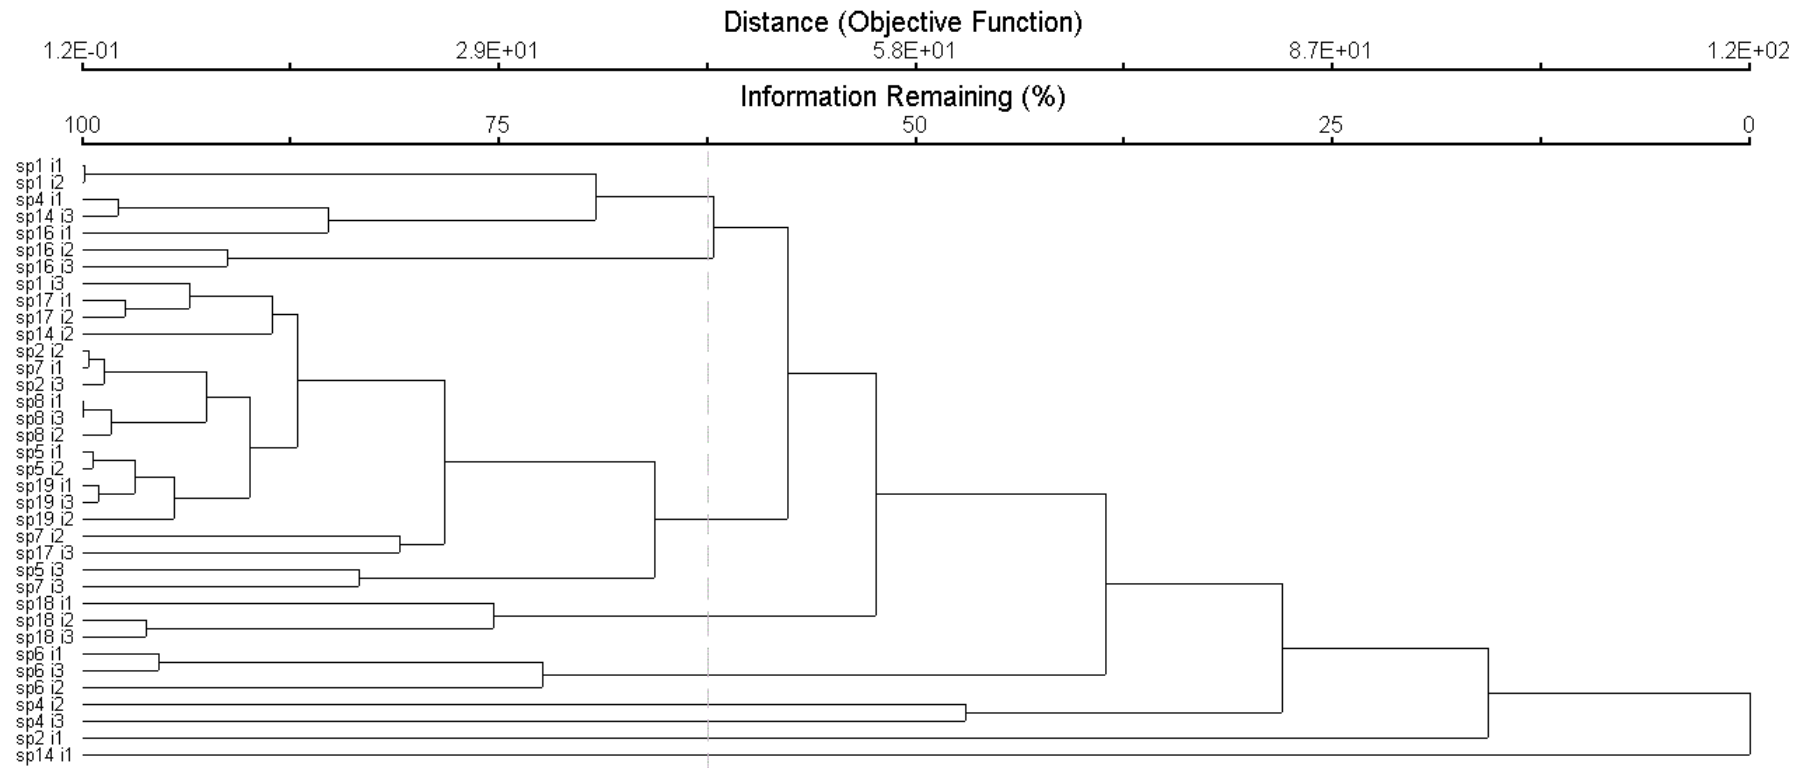 Distance (Objective Function)
1.2E-01 2.9E+01 5.8E+01 8.7E+01 1.2E+02
Information Remaining (%)
100 75 50 25 0
sp1 i1
sp1 i2
sp4 i1
sp14 i3
sp16 i1
sp16 i2
sp16 i3
sp1 i3
sp17 i1
sp17 i2
sp14 i2
sp2 i2
sp7 i1
sp2 i3
sp8 i1
sp8 i3
sp8 i2
sp5 i1
sp5 i2
sp19 i1
sp19 i3
sp19 i2
sp7 i2
sp17 i3
sp5 i3
sp7 i3
sp18 i1
sp18 i2
sp18 i3
sp6 i1
sp6 i3
sp6 i2
sp4 i2
sp4 i3
sp2 i1
sp14 i1